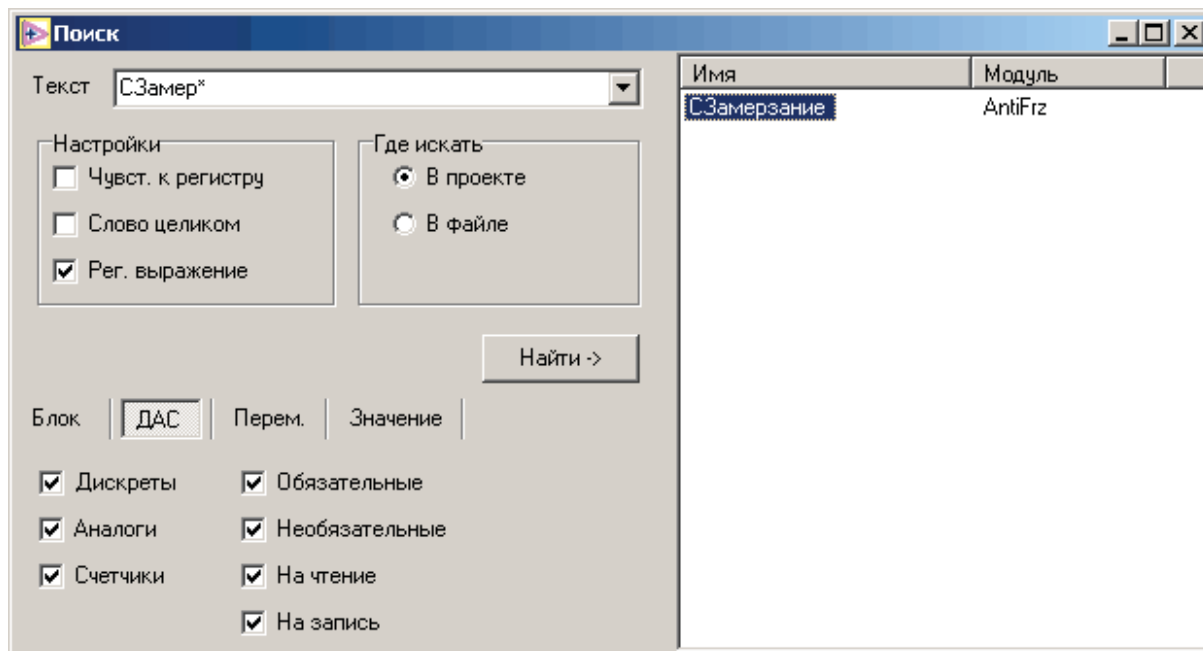 Поиск
Текст СЗамер*
Настройки
Чувст. к регистру
Слово целиком
Рег. выражение
Где искать
В проекте
В файле
Найти ->
Блок ДАС Перем. Значение
Дискреты Обязательные
Аналоги Необязательные
Счетчики На чтение
На запись
Имя Модуль
СЗамерзание AntiFrz